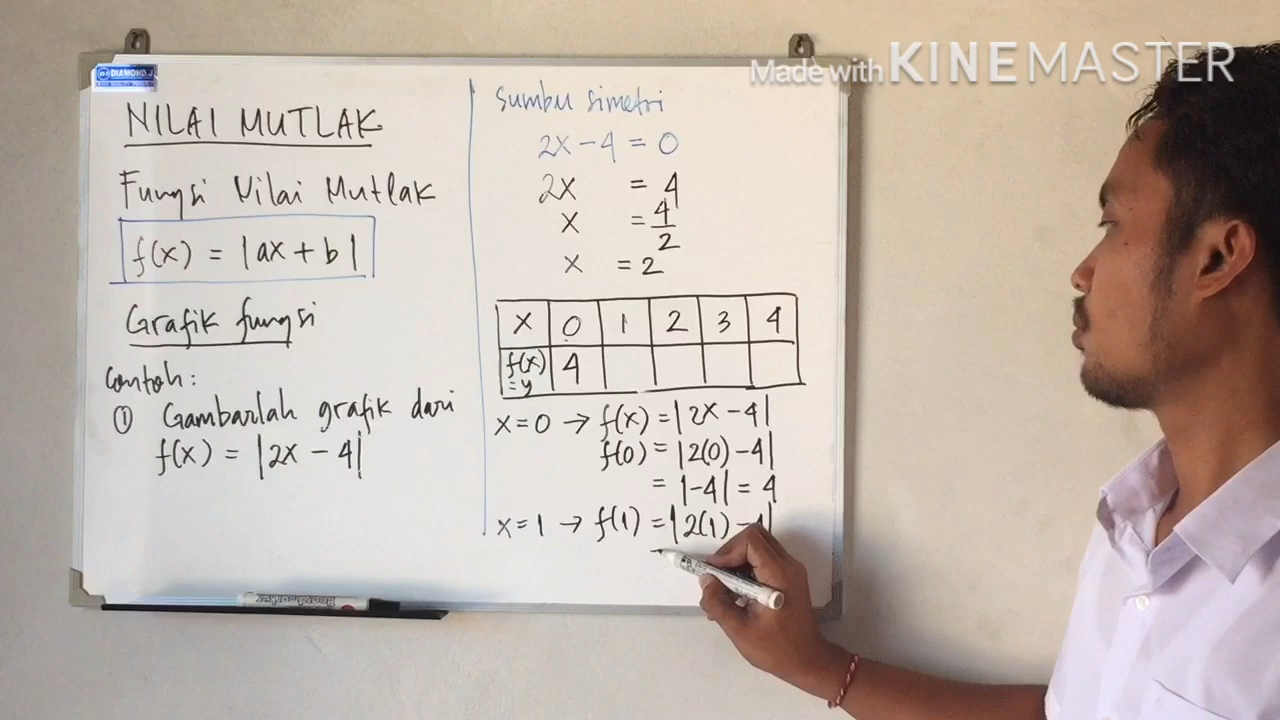 Made with KINEMASTER
DIAMOND.J
NILAI MUTLAK
Fungsi Nilai Mutlak
f(x) = |ax + b|
Grafik fungsi
Contoh:
① Gambarlah grafik dari
f(x) = |2x - 4|
Sumbu simetri
2x - 4 = 0
2x = 4
x = 4/2
x = 2
x 0 1 2 3 4
f(x) = y 4
x = 0 → f(x) = |2x - 4|
f(0) = |2(0) - 4|
= |-4| = 4
x = 1 → f(1) = |2(1) - 4|